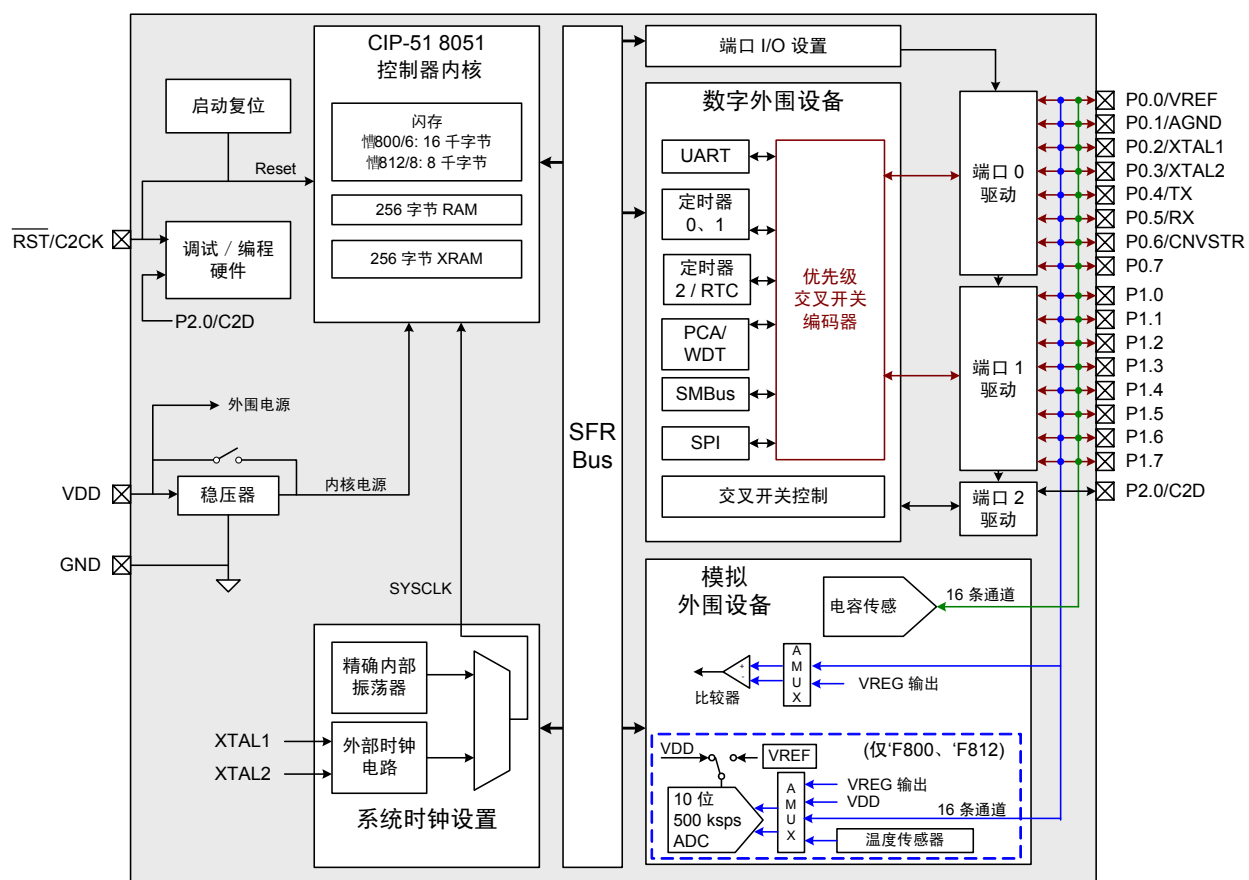 CIP-51 8051
控制器内核
闪存
懵800/6: 16 千字节
懵812/8: 8 千字节
256 字节 RAM
256 字节 XRAM
启动复位
Reset
RST/C2CK
调试 / 编程
硬件
P2.0/C2D
外围电源
VDD
稳压器
内核电源
GND
SYSCLK
精确内部
振荡器
XTAL1
XTAL2
外部时钟
电路
系统时钟设置
SFR
Bus
端口 I/O 设置
数字外围设备
UART
定时器
0、1
定时器
2 / RTC
PCA/
WDT
SMBus
SPI
优先级
交叉开关
编码器
交叉开关控制
端口 0
驱动
端口 1
驱动
端口 2
驱动
P0.0/VREF
P0.1/AGND
P0.2/XTAL1
P0.3/XTAL2
P0.4/TX
P0.5/RX
P0.6/CNVSTR
P0.7
P1.0
P1.1
P1.2
P1.3
P1.4
P1.5
P1.6
P1.7
P2.0/C2D
模拟
外围设备
电容传感
16 条通道
比较器
+
-
A
M
U
X
VREG 输出
(仅‘F800、‘F812)
VDD
VREF
10 位
500 ksps
ADC
A
M
U
X
VREG 输出
VDD
16 条通道
温度传感器